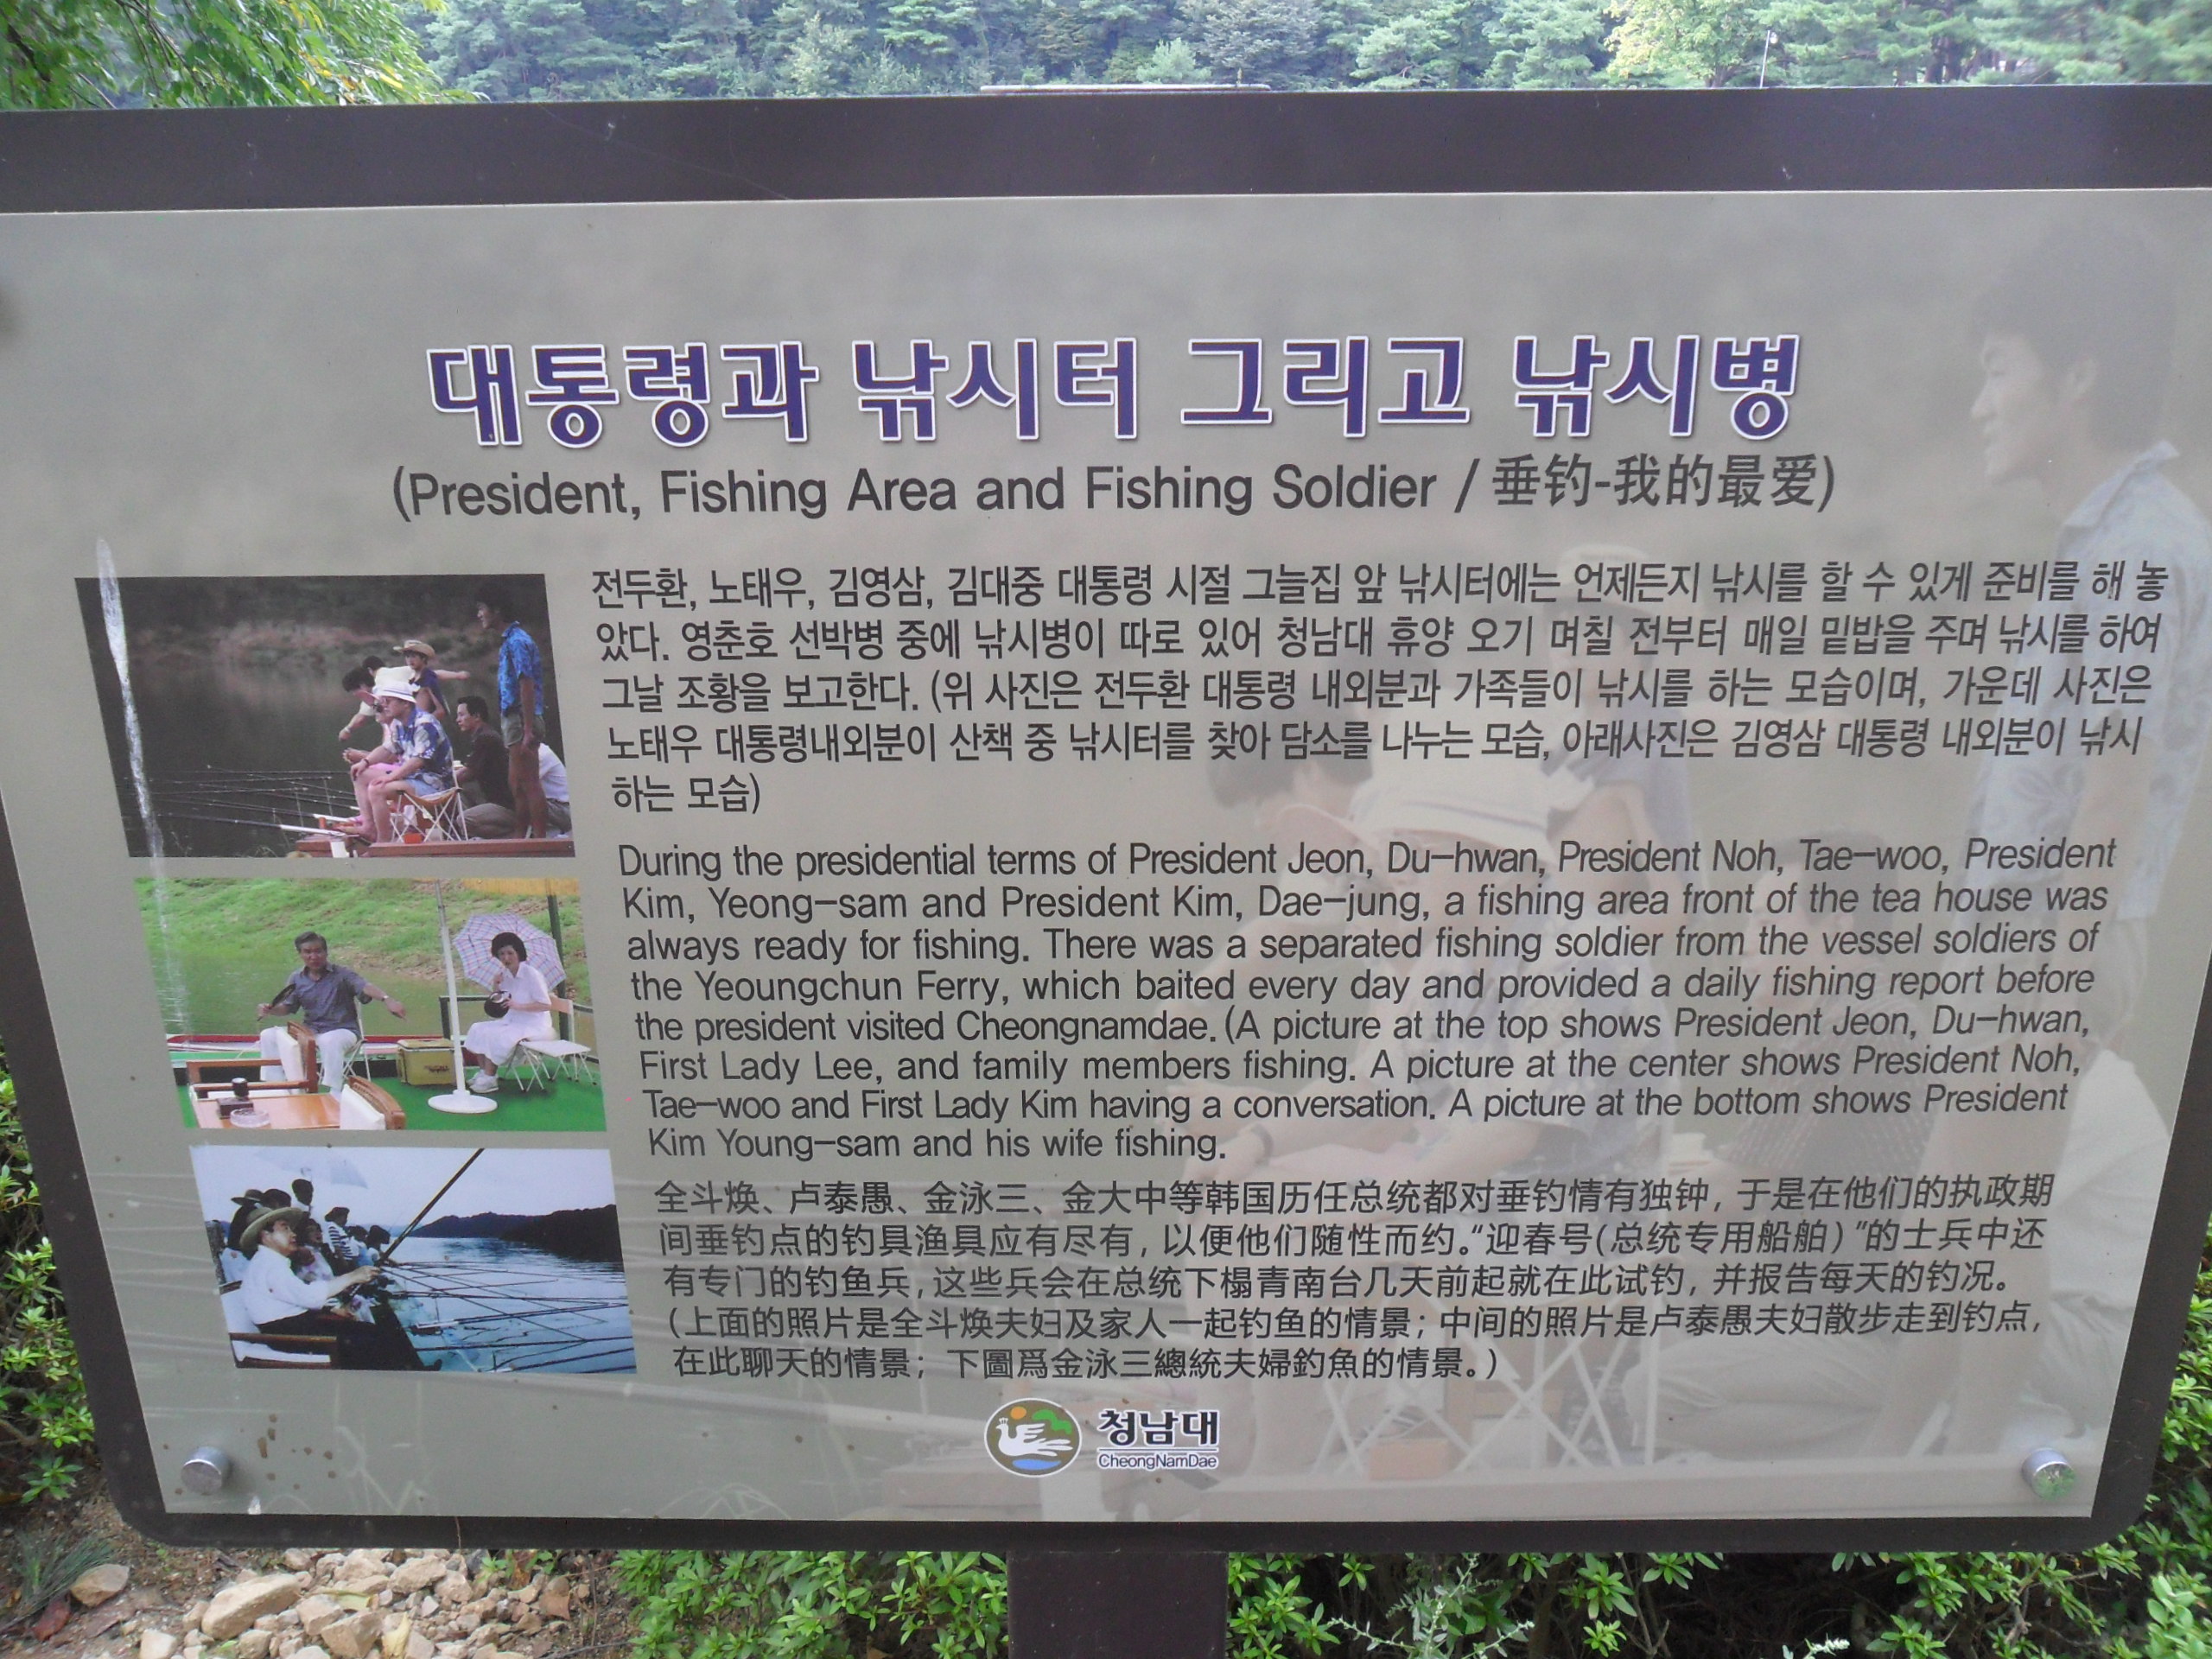 대통령과 낚시터 그리고 낚시병
(President, Fishing Area and Fishing Soldier / 垂钓-我的最爱)
전두환, 노태우, 김영삼, 김대중 대통령 시절 그늘집 앞 낚시터에는 언제든지 낚시를 할 수 있게 준비를 해 놓
았다. 영춘호 선박병 중에 낚시병이 따로 있어 청남대 휴양 오기 며칠 전부터 매일 밑밥을 주며 낚시를 하여
그날 조황을 보고한다. (위 사진은 전두환 대통령 내외분과 가족들이 낚시를 하는 모습이며, 가운데 사진은
노태우 대통령내외분이 산책 중 낚시터를 찾아 담소를 나누는 모습, 아래사진은 김영삼 대통령 내외분이 낚시
하는 모습)
During the presidential terms of President Jeon, Du-hwan, President Noh, Tae-woo, President
Kim, Yeong-sam and President Kim, Dae-jung, a fishing area front of the tea house was
always ready for fishing. There was a separated fishing soldier from the vessel soldiers of
the Yeoungchun Ferry, which baited every day and provided a daily fishing report before
the president visited Cheongnamdae. (A picture at the top shows President Jeon, Du-hwan,
First Lady Lee, and family members fishing. A picture at the center shows President Noh,
Tae-woo and First Lady Kim having a conversation. A picture at the bottom shows President
Kim Young-sam and his wife fishing.
全斗焕、卢泰愚、金泳三、金大中等韩国历任总统都对垂钓情有独钟, 于是在他们的执政期
间垂钓点的钓具渔具应有尽有, 以便他们随性而约。“迎春号(总统专用船舶)”的士兵中还
有专门的钓鱼兵, 这些兵会在总统下榻青南台几天前起就在此试钓, 并报告每天的钓况。
(上面的照片是全斗焕夫妇及家人一起钓鱼的情景; 中间的照片是卢泰愚夫妇散步走到钓点,
在此聊天的情景; 下圖爲金泳三總統夫婦釣魚的情景。)
청남대
CheongNamDae